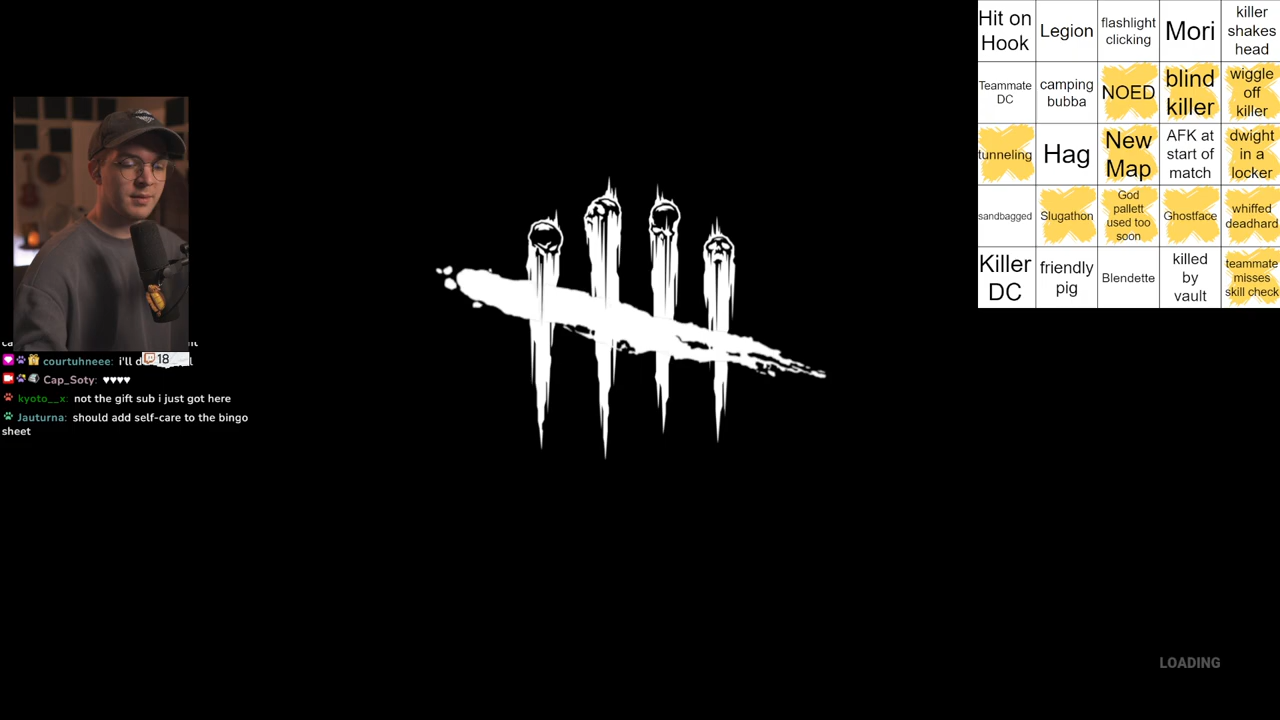 Hit on
Hook
Legion
flashlight
clicking
Mori
killer
shakes
head
Teammate
DC
camping
bubba
NOED
blind
killer
wiggle
off
killer
tunneling
Hag
New
Map
AFK at
start of
match
dwight
in a
locker
sandbagged
Slugathon
God
pallett
used too
soon
Ghostface
whiffed
deadhard
Killer
DC
friendly
pig
Blendette
killed
by
vault
teammate
misses
skill check
courtuhneee: i'll d
18
Cap_Soty: ♥♥♥♥
kyoto__x: not the gift sub i just got here
Jauturna: should add self-care to the bingo
sheet
LOADING